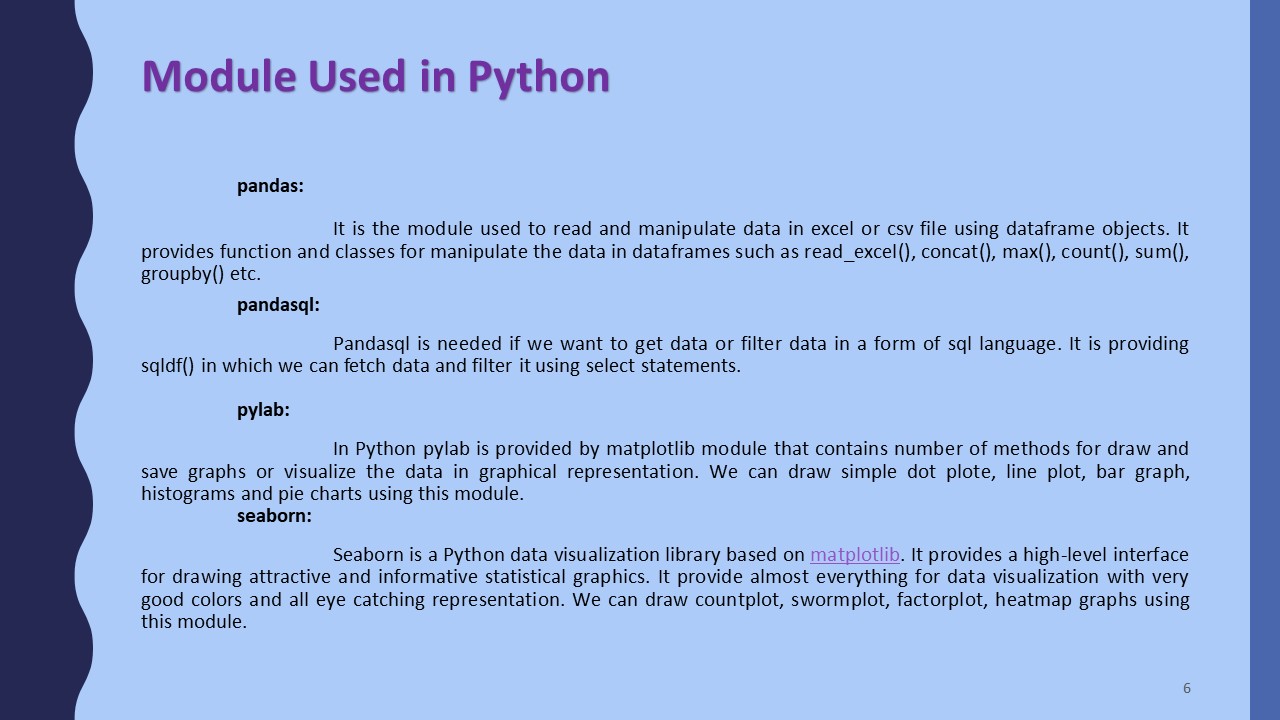 Module Used in Python
pandas:
It is the module used to read and manipulate data in excel or csv file using dataframe objects. It
provides function and classes for manipulate the data in dataframes such as read_excel(), concat(), max(), count(), sum(),
groupby() etc.
pandasql:
Pandasql is needed if we want to get data or filter data in a form of sql language. It is providing
sqldf() in which we can fetch data and filter it using select statements.
pylab:
In Python pylab is provided by matplotlib module that contains number of methods for draw and
save graphs or visualize the data in graphical representation. We can draw simple dot plote, line plot, bar graph,
histograms and pie charts using this module.
seaborn:
Seaborn is a Python data visualization library based on matplotlib. It provides a high-level interface
for drawing attractive and informative statistical graphics. It provide almost everything for data visualization with very
good colors and all eye catching representation. We can draw countplot, swormplot, factorplot, heatmap graphs using
this module.
6